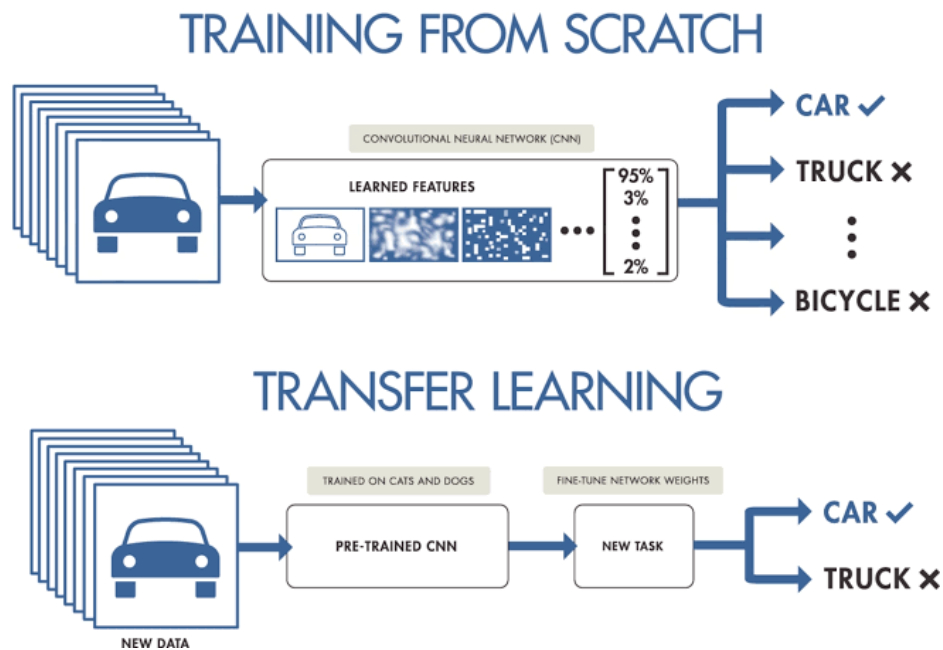 TRAINING FROM SCRATCH
CONVOLUTIONAL NEURAL NETWORK (CNN)
LEARNED FEATURES
95%
3%
2%
CAR ✓
TRUCK ×
BICYCLE ×
TRANSFER LEARNING
NEW DATA
TRAINED ON CATS AND DOGS
PRE-TRAINED CNN
FINE-TUNE NETWORK WEIGHTS
NEW TASK
CAR ✓
TRUCK ×